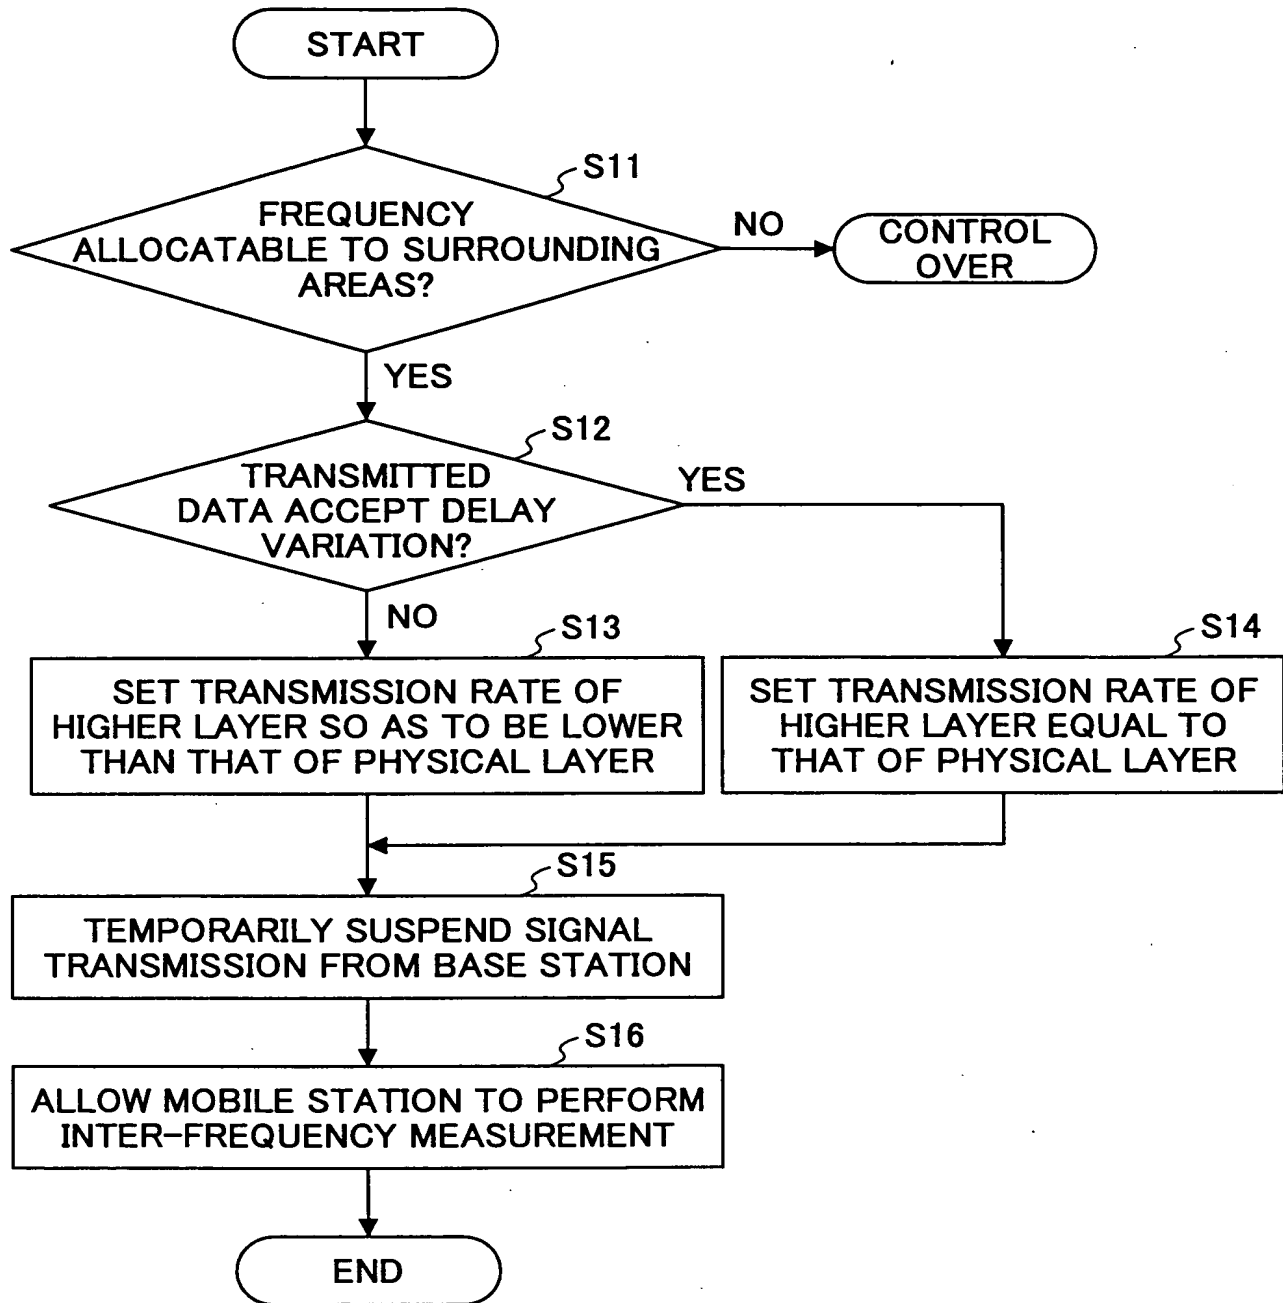 START
S11
FREQUENCY
ALLOCATABLE TO SURROUNDING
AREAS?
NO
CONTROL
OVER
YES
S12
TRANSMITTED
DATA ACCEPT DELAY
VARIATION?
YES
NO
S13
SET TRANSMISSION RATE OF
HIGHER LAYER SO AS TO BE LOWER
THAN THAT OF PHYSICAL LAYER
S14
SET TRANSMISSION RATE OF
HIGHER LAYER EQUAL TO
THAT OF PHYSICAL LAYER
S15
TEMPORARILY SUSPEND SIGNAL
TRANSMISSION FROM BASE STATION
S16
ALLOW MOBILE STATION TO PERFORM
INTER-FREQUENCY MEASUREMENT
END